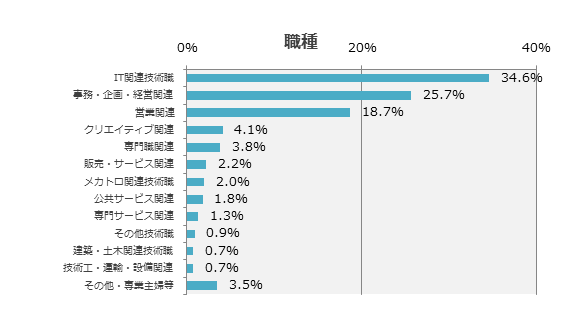 職種
0%
20%
40%
IT関連技術職 34.6%
事務・企画・経営関連 25.7%
営業関連 18.7%
クリエイティブ関連 4.1%
専門職関連 3.8%
販売・サービス関連 2.2%
メカトロ関連技術職 2.0%
公共サービス関連 1.8%
専門サービス関連 1.3%
その他技術職 0.9%
建築・土木関連技術職 0.7%
技術工・運輸・設備関連 0.7%
その他・専業主婦等 3.5%